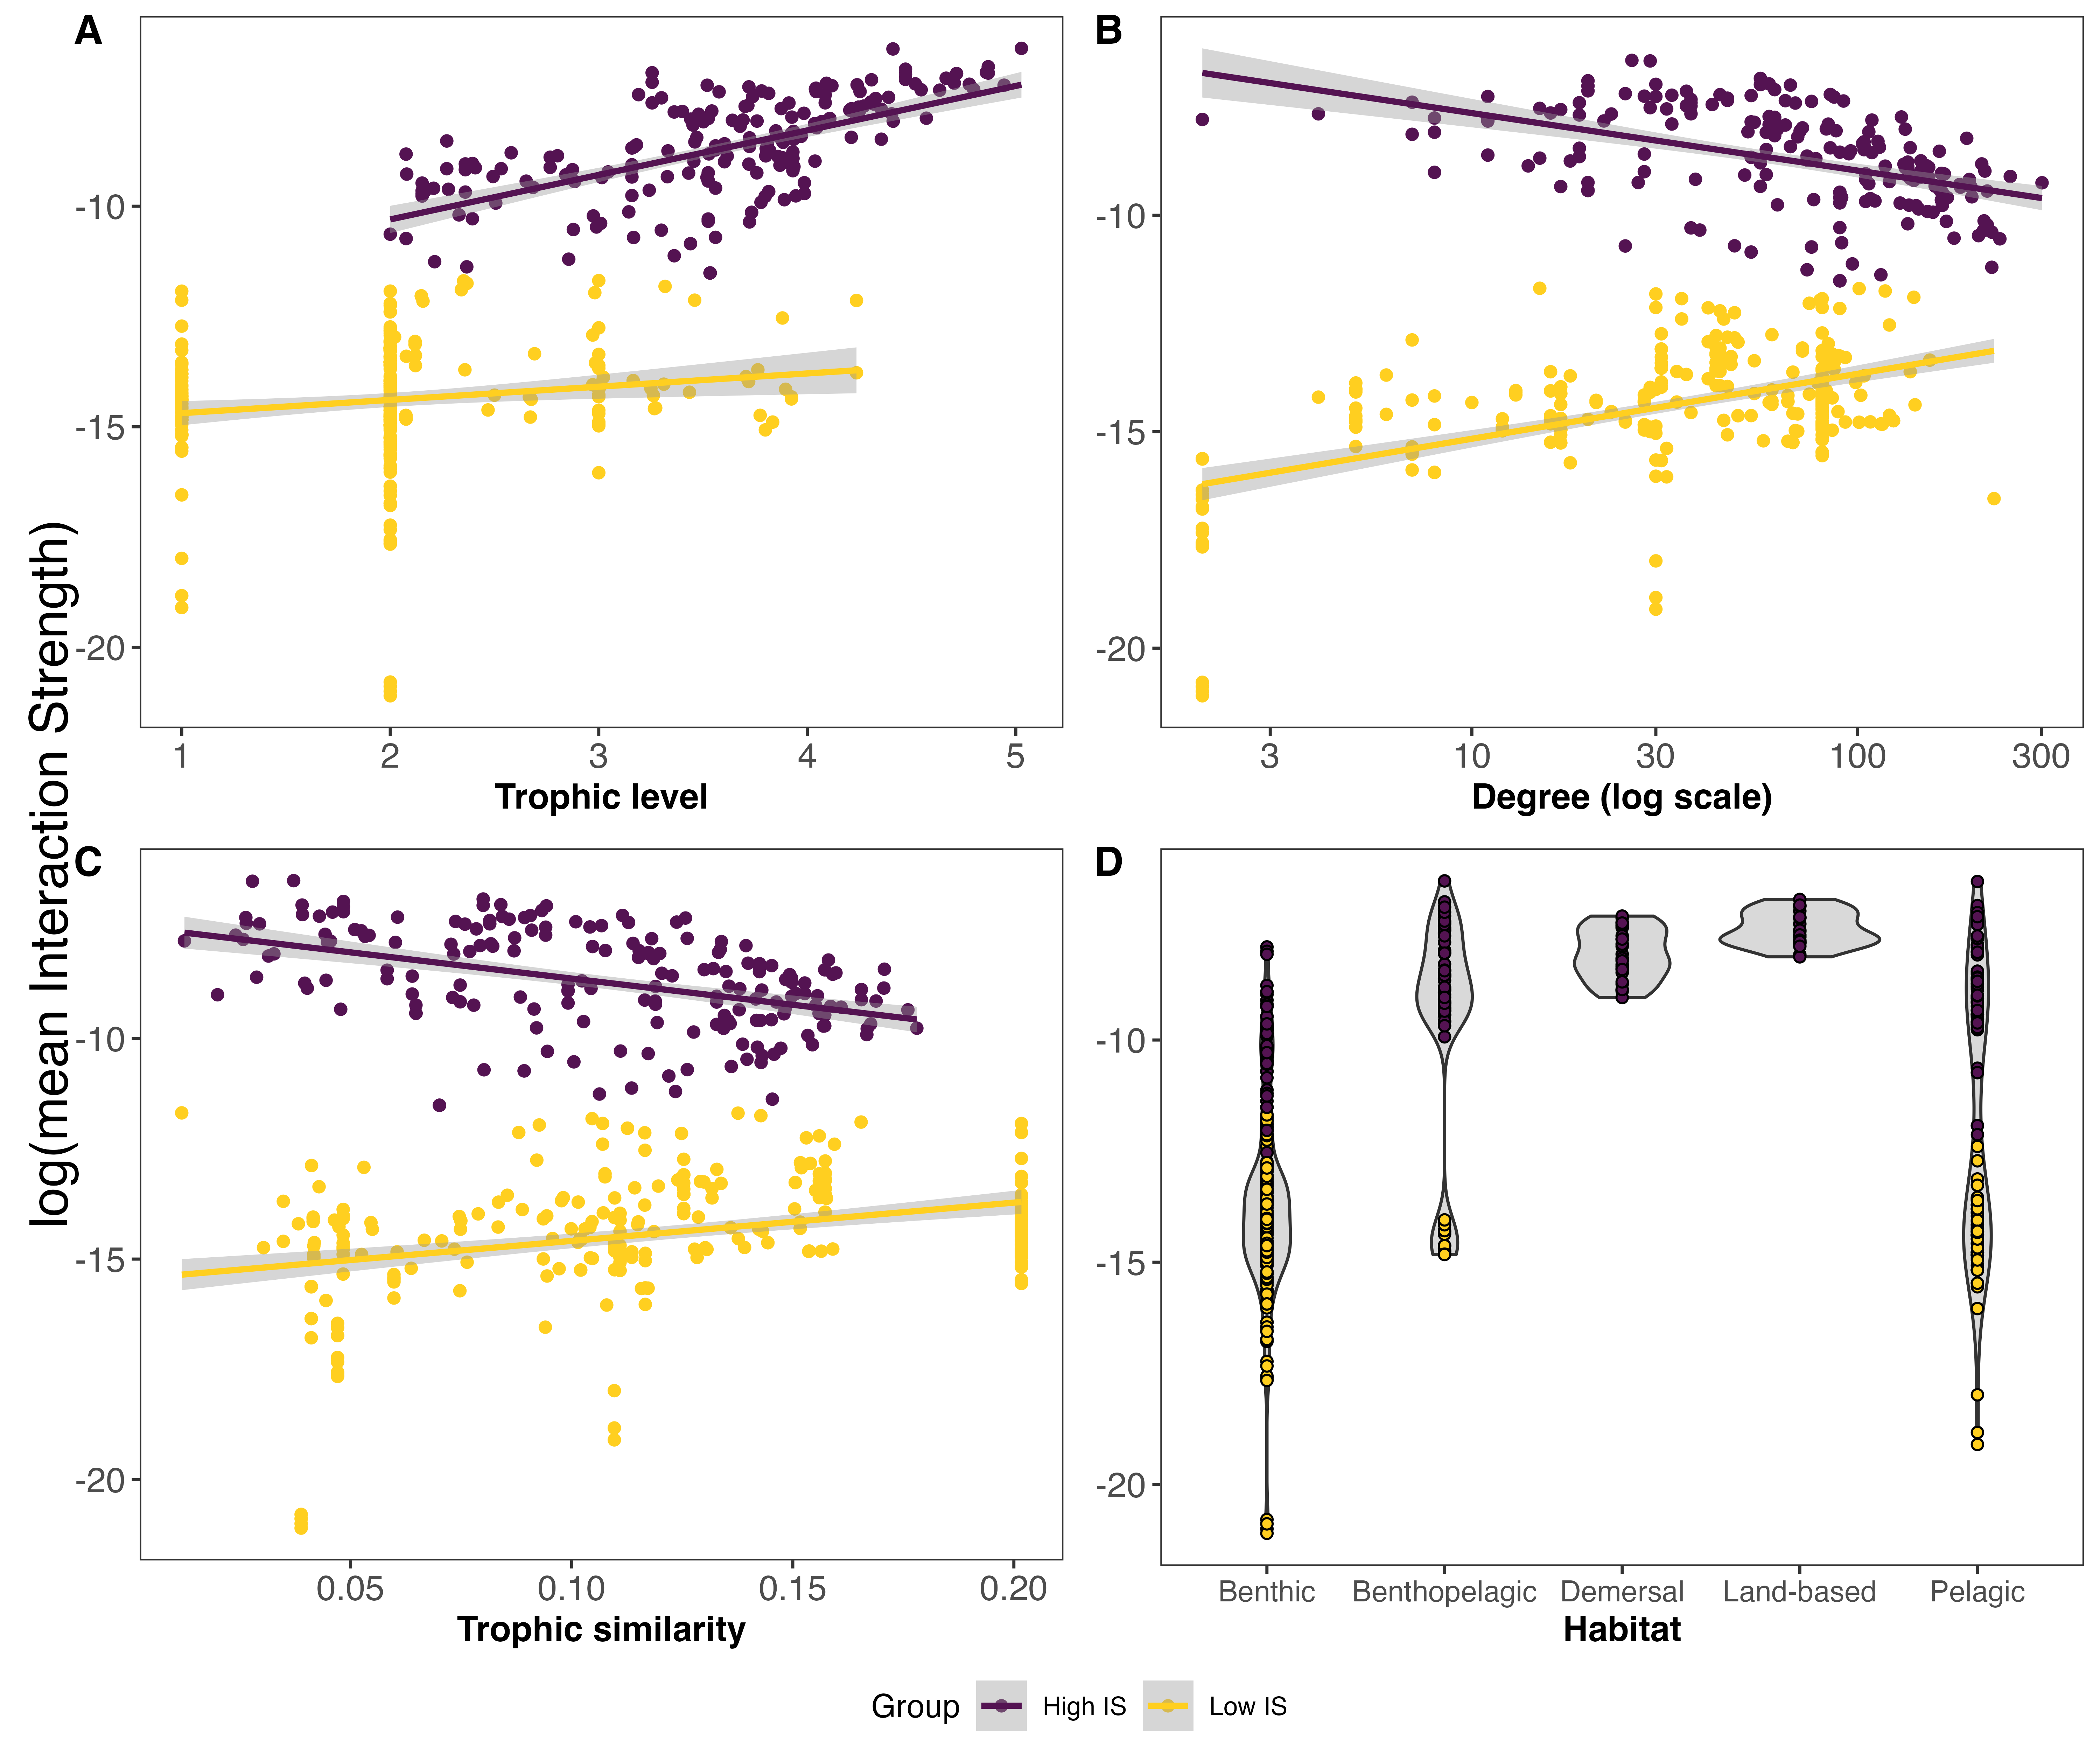 log(mean Interaction Strength)
A
-10
-15
-20
1 2 3 4 5
Trophic level
B
-10
-15
-20
3 10 30 100 300
Degree (log scale)
C
-10
-15
-20
0.05 0.10 0.15 0.20
Trophic similarity
D
-10
-15
-20
Benthic Benthopelagic Demersal Land-based Pelagic
Habitat
Group High IS Low IS